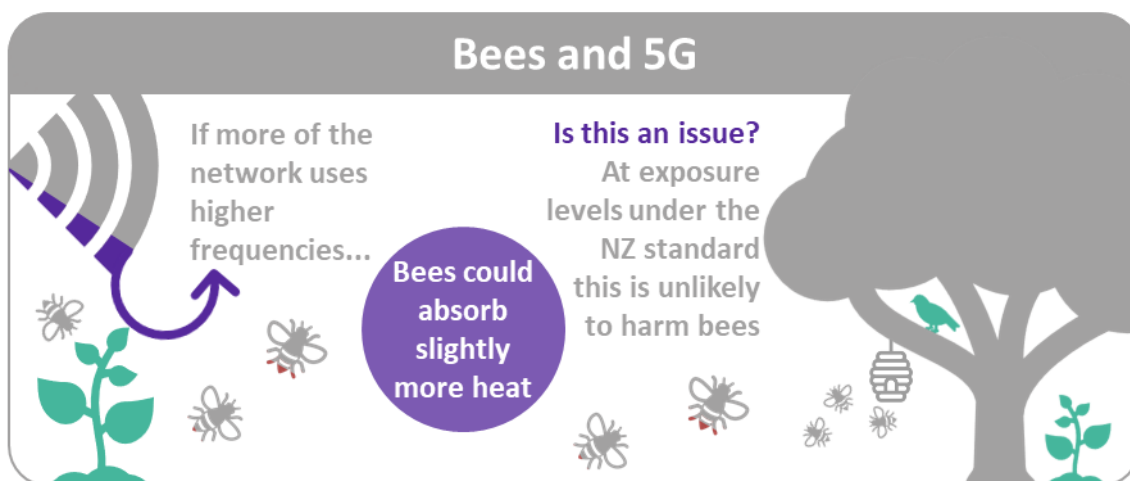 Bees and 5G
If more of the
network uses
higher
frequencies...
Bees could
absorb
slightly
more heat
Is this an issue?
At exposure
levels under the
NZ standard
this is unlikely
to harm bees